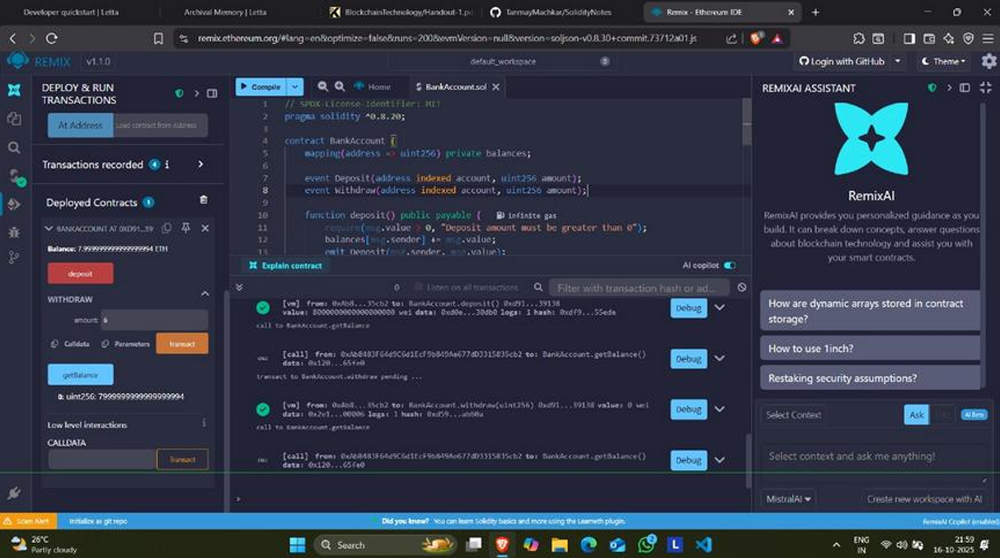 Developer quickstart | Letta
Archival Memory | Letta
BlockchainTechnology/Handout-1.pd
TanmayMachkar/SolidityNotes
Remix - Ethereum IDE
remix.ethereum.org/#lang=en&optimize=false&runs=200&evmVersion=null&version=soljson-v0.8.30+commit.73712a01.js
REMIX v1.1.0
default_workspace
Login with GitHub
Theme
DEPLOY & RUN
TRANSACTIONS
At Address
Load contract from Address
Transactions recorded 4 i
Deployed Contracts 1
BANKACCOUNT AT 0XD91...39
Balance: 7.999999999999999994 ETH
deposit
WITHDRAW
amount: 6
Calldata
Parameters
transact
getBalance
0: uint256: 7999999999999999994
Low level interactions i
CALLDATA
Transact
Compile
Home
BankAccount.sol
1 // SPDX-License-Identifier: MIT
2 pragma solidity ^0.8.20;
3
4 contract BankAccount {
5 mapping(address => uint256) private balances;
6
7 event Deposit(address indexed account, uint256 amount);
8 event Withdraw(address indexed account, uint256 amount);
9
10 function deposit() public payable { infinite gas
11 require(msg.value > 0, "Deposit amount must be greater than 0");
12 balances[msg.sender] += msg.value;
13 emit Deposit(msg.sender, msg.value);
Explain contract
AI copilot
0
Listen on all transactions
Filter with transaction hash or ad...
[vm] from: 0xAb8...35cb2 to: BankAccount.deposit() 0xd91...39138
value: 8000000000000000000 wei data: 0xd0e...30db0 logs: 1 hash: 0xdf9...55ede
Debug
call to BankAccount.getBalance
[call] from: 0xAb8483F64d9C6d1EcF9b849Ae677dD3315835cb2 to: BankAccount.getBalance()
data: 0x120...65fe0
Debug
transact to BankAccount.withdraw pending ...
[vm] from: 0xAb8...35cb2 to: BankAccount.withdraw(uint256) 0xd91...39138 value: 0 wei
data: 0x2e1...00006 logs: 1 hash: 0xd59...ab60a
Debug
call to BankAccount.getBalance
[call] from: 0xAb8483F64d9C6d1EcF9b849Ae677dD3315835cb2 to: BankAccount.getBalance()
data: 0x120...65fe0
Debug
>
REMIXAI ASSISTANT
RemixAI
RemixAI provides you personalized guidance as you
build. It can break down concepts, answer questions
about blockchain technology and assist you with
your smart contracts.
How are dynamic arrays stored in contract
storage?
How to use 1inch?
Restaking security assumptions?
Select Context
Ask
AI Beta
Select context and ask me anything!
MistralAI
Create new workspace with AI
Scam Alert
Initialize as git repo
Did you know? You can learn Solidity basics and more using the Learneth plugin.
RemixAI Copilot (enabled)
26°C
Partly cloudy
Search
2
L
ENG
IN
21:59
16-10-2025